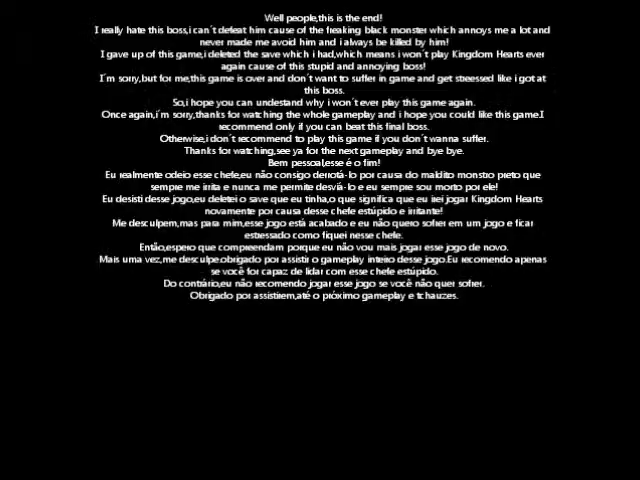 Well people,this is the end!
I really hate this boss,i can´t defeat him cause of the freaking black monster which annoys me a lot and
never made me avoid him and i always be killed by him!
I gave up of this game,i deleted the save which i had,which means i won´t play Kingdom Hearts ever
again cause of this stupid and annoying boss!
I´m sorry,but for me,this game is over and don´t want to suffer in game and get streessed like i got at
this boss.
So,i hope you can undestand why i won´t ever play this game again.
Once again,i´m sorry,thanks for watching the whole gameplay and i hope you could like this game.I
recommend only if you can beat this final boss.
Otherwise,i don´t recommend to play this game if you don´t wanna suffer.
Thanks for watching,see ya for the next gameplay and bye bye.
Bem pessoal,esse é o fim!
Eu realmente odeio esse chefe,eu não consigo derrotá-lo por causa do maldito monstro preto que
sempre me irrita e nunca me permete desviá-lo e eu sempre sou morto por ele!
Eu desisti desse jogo,eu deletei o save que eu tinha,o que significa que eu irei jogar Kingdom Hearts
novamente por causa desse chefe estúpido e irritante!
Me desculpem,mas para mim,esse jogo está acabado e eu não quero sofrer em um jogo e ficar
estressado como fiquei nesse chefe.
Então,espero que compreendam porque eu não vou mais jogar esse jogo de novo.
Mais uma vez,me desculpe.obrigado por assistir o gameplay inteiro desse jogo.Eu recomendo apenas
se você for capaz de lidar com esse chefe estúpido.
Do contrário,eu não recomendo jogar esse jogo se você não quer sofrer.
Obrigado por assistirem,até o próximo gameplay e tchauzes.